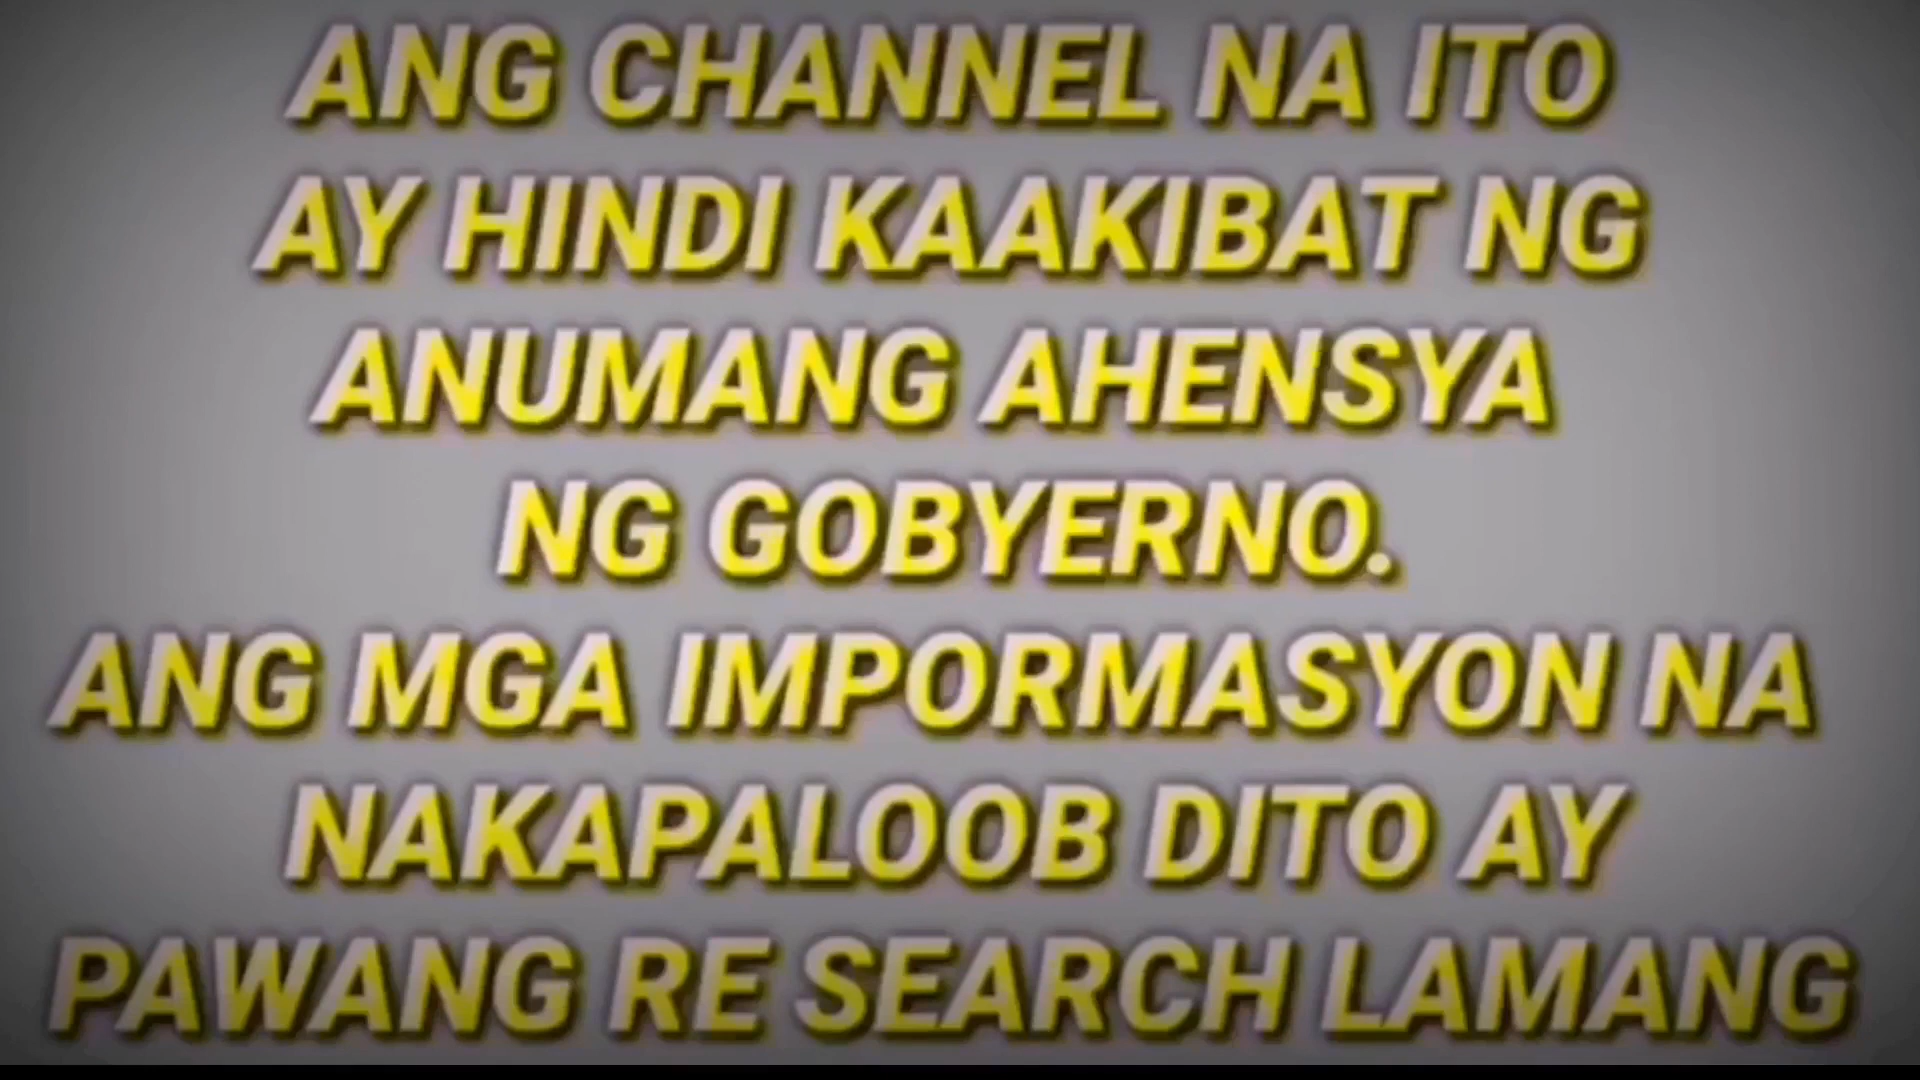 ANG CHANNEL NA ITO
AY HINDI KAAKIBAT NG
ANUMANG AHENSYA
NG GOBYERNO.
ANG MGA IMPORMASYON NA
NAKAPALOOB DITO AY
PAWANG RE SEARCH LAMANG